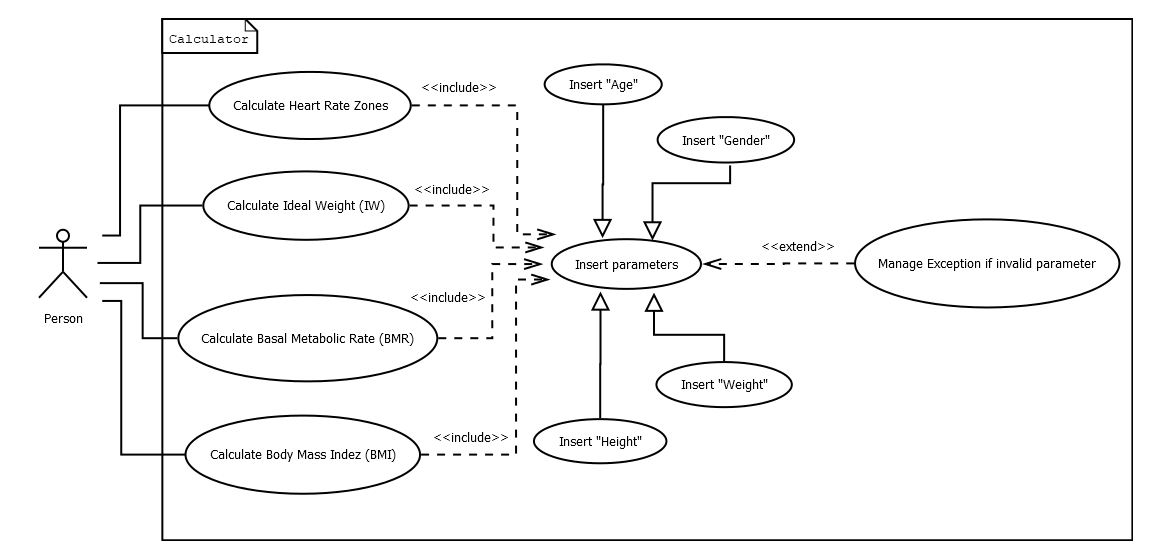 Calculator
Calculate Heart Rate Zones
<<include>>
Insert "Age"
Insert "Gender"
Calculate Ideal Weight (IW)
<<include>>
Person
Insert parameters
<<extend>>
Manage Exception if invalid parameter
<<include>>
Calculate Basal Metabolic Rate (BMR)
Insert "Weight"
<<include>>
Insert "Height"
Calculate Body Mass Indez (BMI)